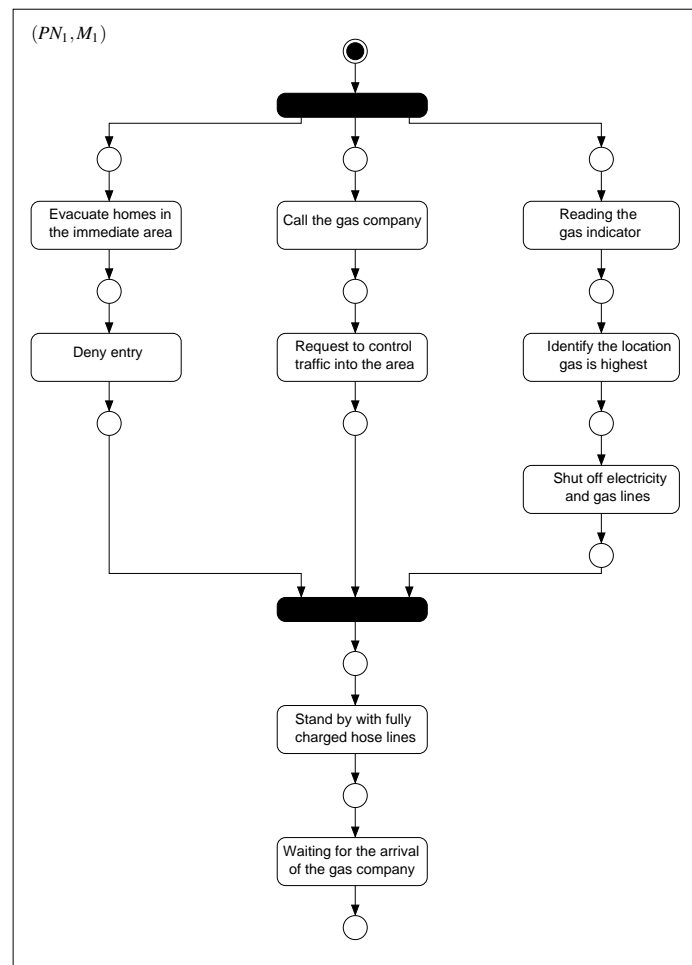 (PN₁, M₁)
Evacuate homes in
the immediate area
Call the gas company
Reading the
gas indicator
Deny entry
Request to control
traffic into the area
Identify the location
gas is highest
Shut off electricity
and gas lines
Stand by with fully
charged hose lines
Waiting for the arrival
of the gas company